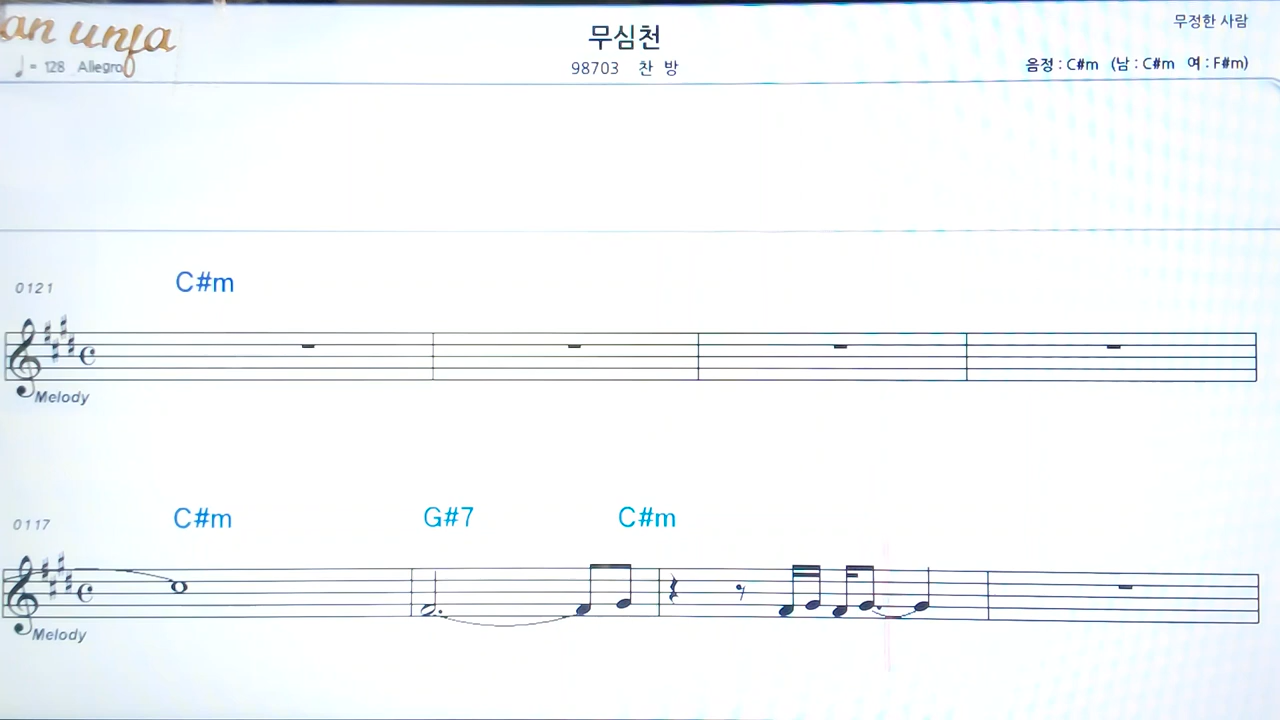 an unja
무심천
무정한 사람
♩ = 128 Allegro
98703 찬 방
음정 : C#m (남 : C#m 여 : F#m)
0121
C#m
Melody
0117
C#m G#7 C#m
Melody